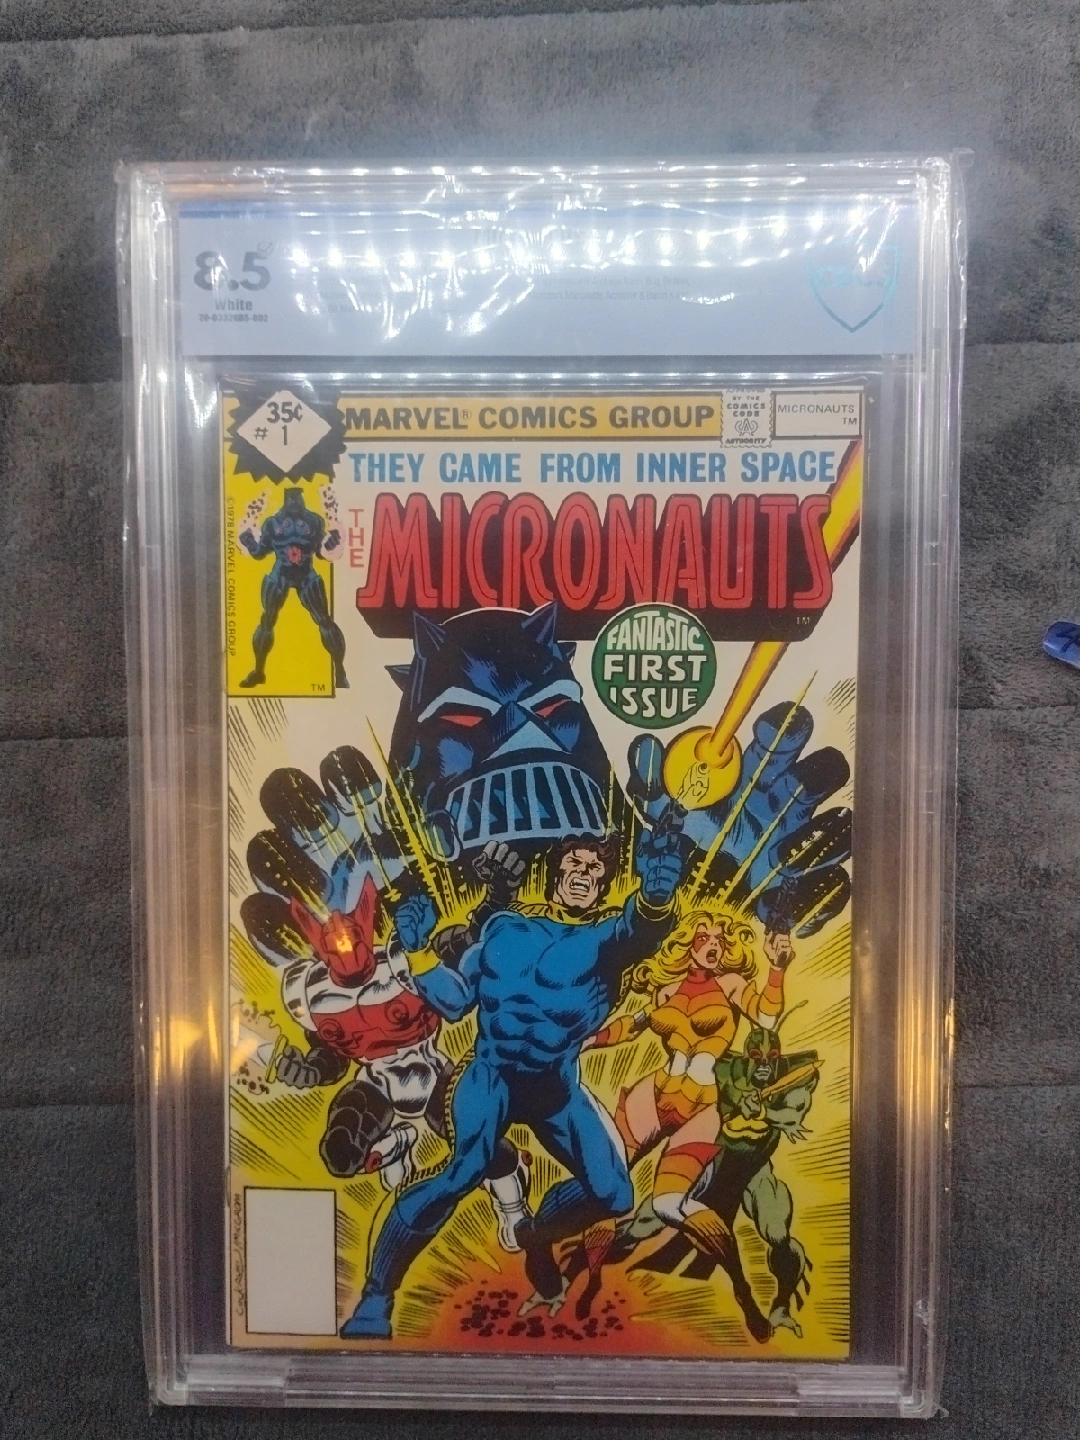 8.5
White
CBCS
35¢
# 1
MARVEL® COMICS GROUP
BY THE
COMICS
CODE
AUTHORITY
MICRONAUTS
TM
THEY CAME FROM INNER SPACE
THE
MICRONAUTS
TM
©1978 MARVEL COMICS GROUP
TM
FANTASTIC
FIRST
ISSUE